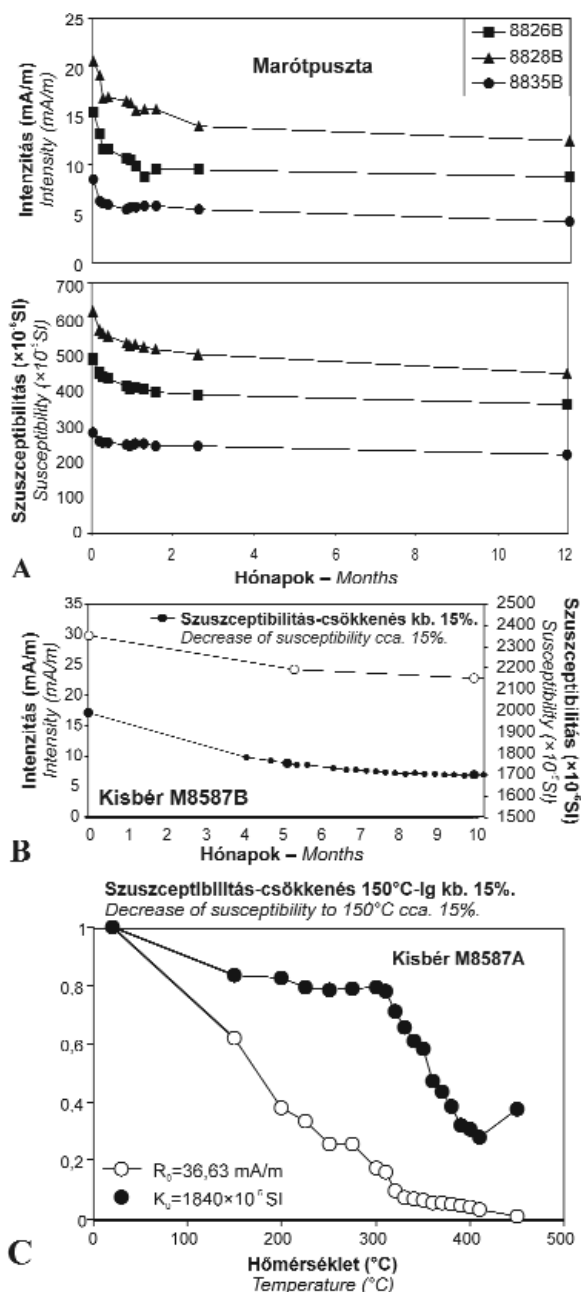 Marótpuszta
8826B
8828B
8835B
Intenzitás (mA/m)
Intensity (mA/m)
25
20
15
10
5
0
Szuszceptibilitás (×10⁻⁶SI)
Susceptibility (×10⁻⁶SI)
700
600
500
400
300
200
100
0
0
2
4
6
8
10
12
Hónapok – Months
A
Intenzitás (mA/m)
Intensity (mA/m)
35
30
25
20
15
10
5
0
Szuszceptibilitás-csökkenés kb. 15%.
Decrease of susceptibility cca. 15%.
Kisbér M8587B
2500
2400
2300
2200
2100
2000
1900
1800
1700
1600
1500
Szuszceptibilitás (×10⁻⁶SI)
Susceptibility (×10⁻⁶SI)
0
1
2
3
4
5
6
7
8
9
10
Hónapok – Months
B
Szuszceptibilitás-csökkenés 150°C-ig kb. 15%.
Decrease of susceptibility to 150°C cca. 15%.
Kisbér M8587A
1
0,8
0,6
0,4
0,2
0
R₀=36,63 mA/m
K₀=1840×10⁻⁶ SI
0
100
200
300
400
500
Hőmérséklet (°C)
Temperature (°C)
C